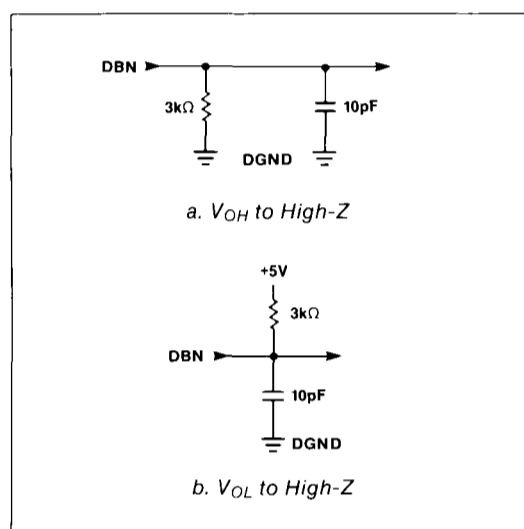 DBN
3kΩ
10pF
DGND
a. VOH to High-Z
+5V
3kΩ
DBN
10pF
DGND
b. VOL to High-Z